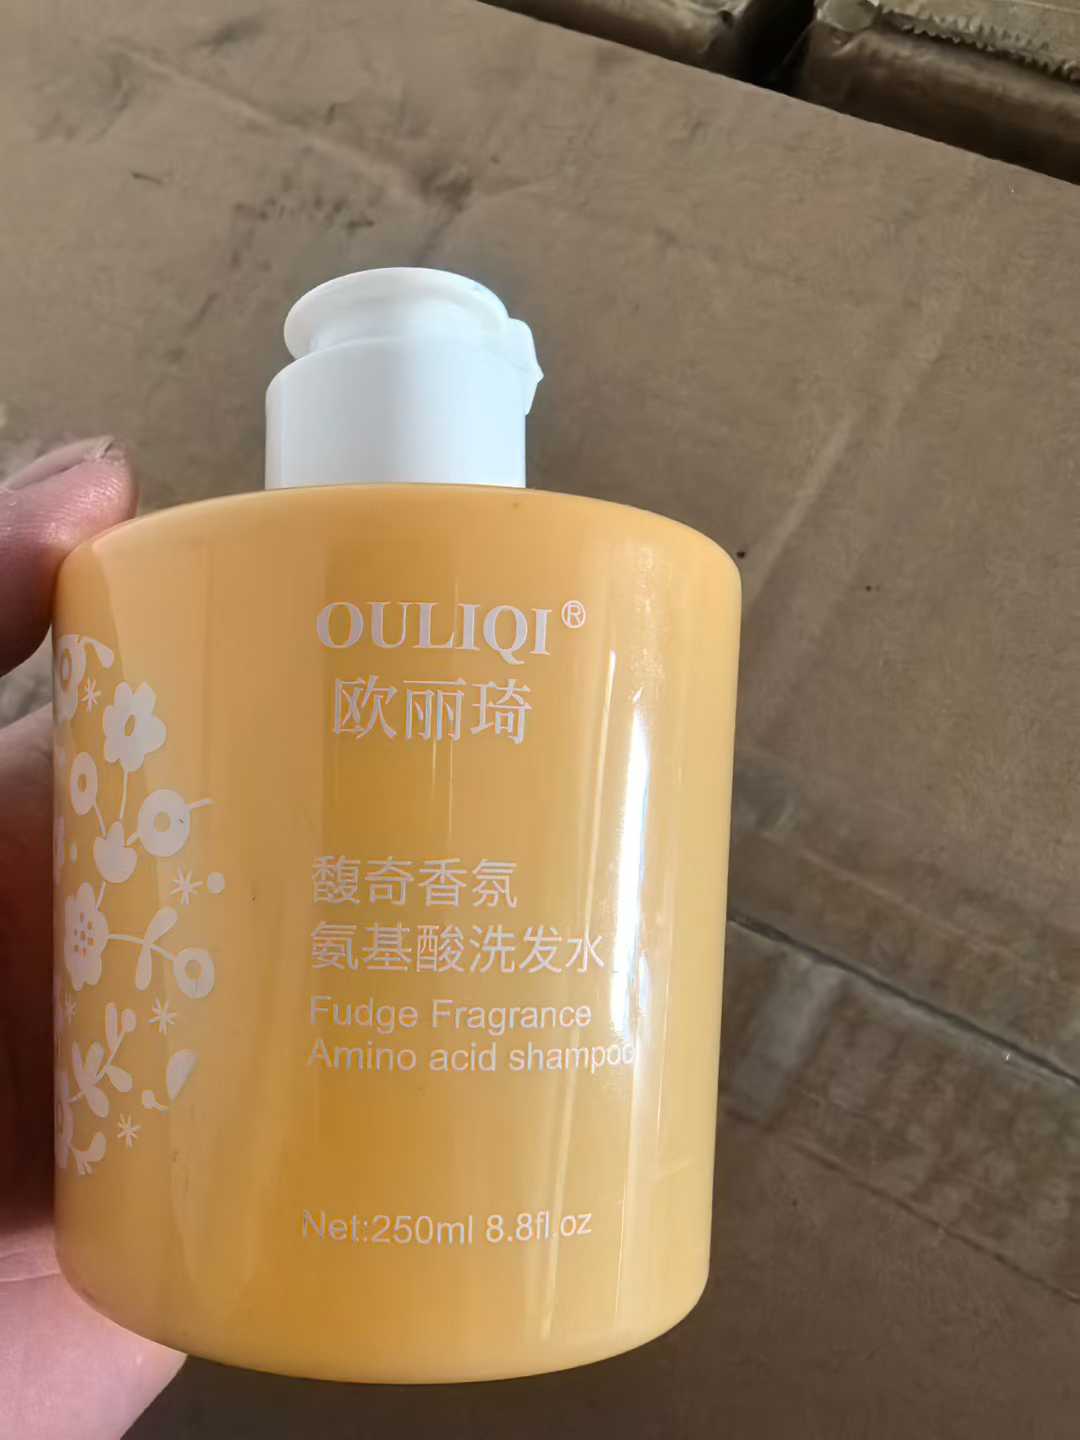 OULIQI®
欧丽琦
馥奇香氛
氨基酸洗发水
Fudge Fragrance
Amino acid shampoo
Net:250ml 8.8fl.oz